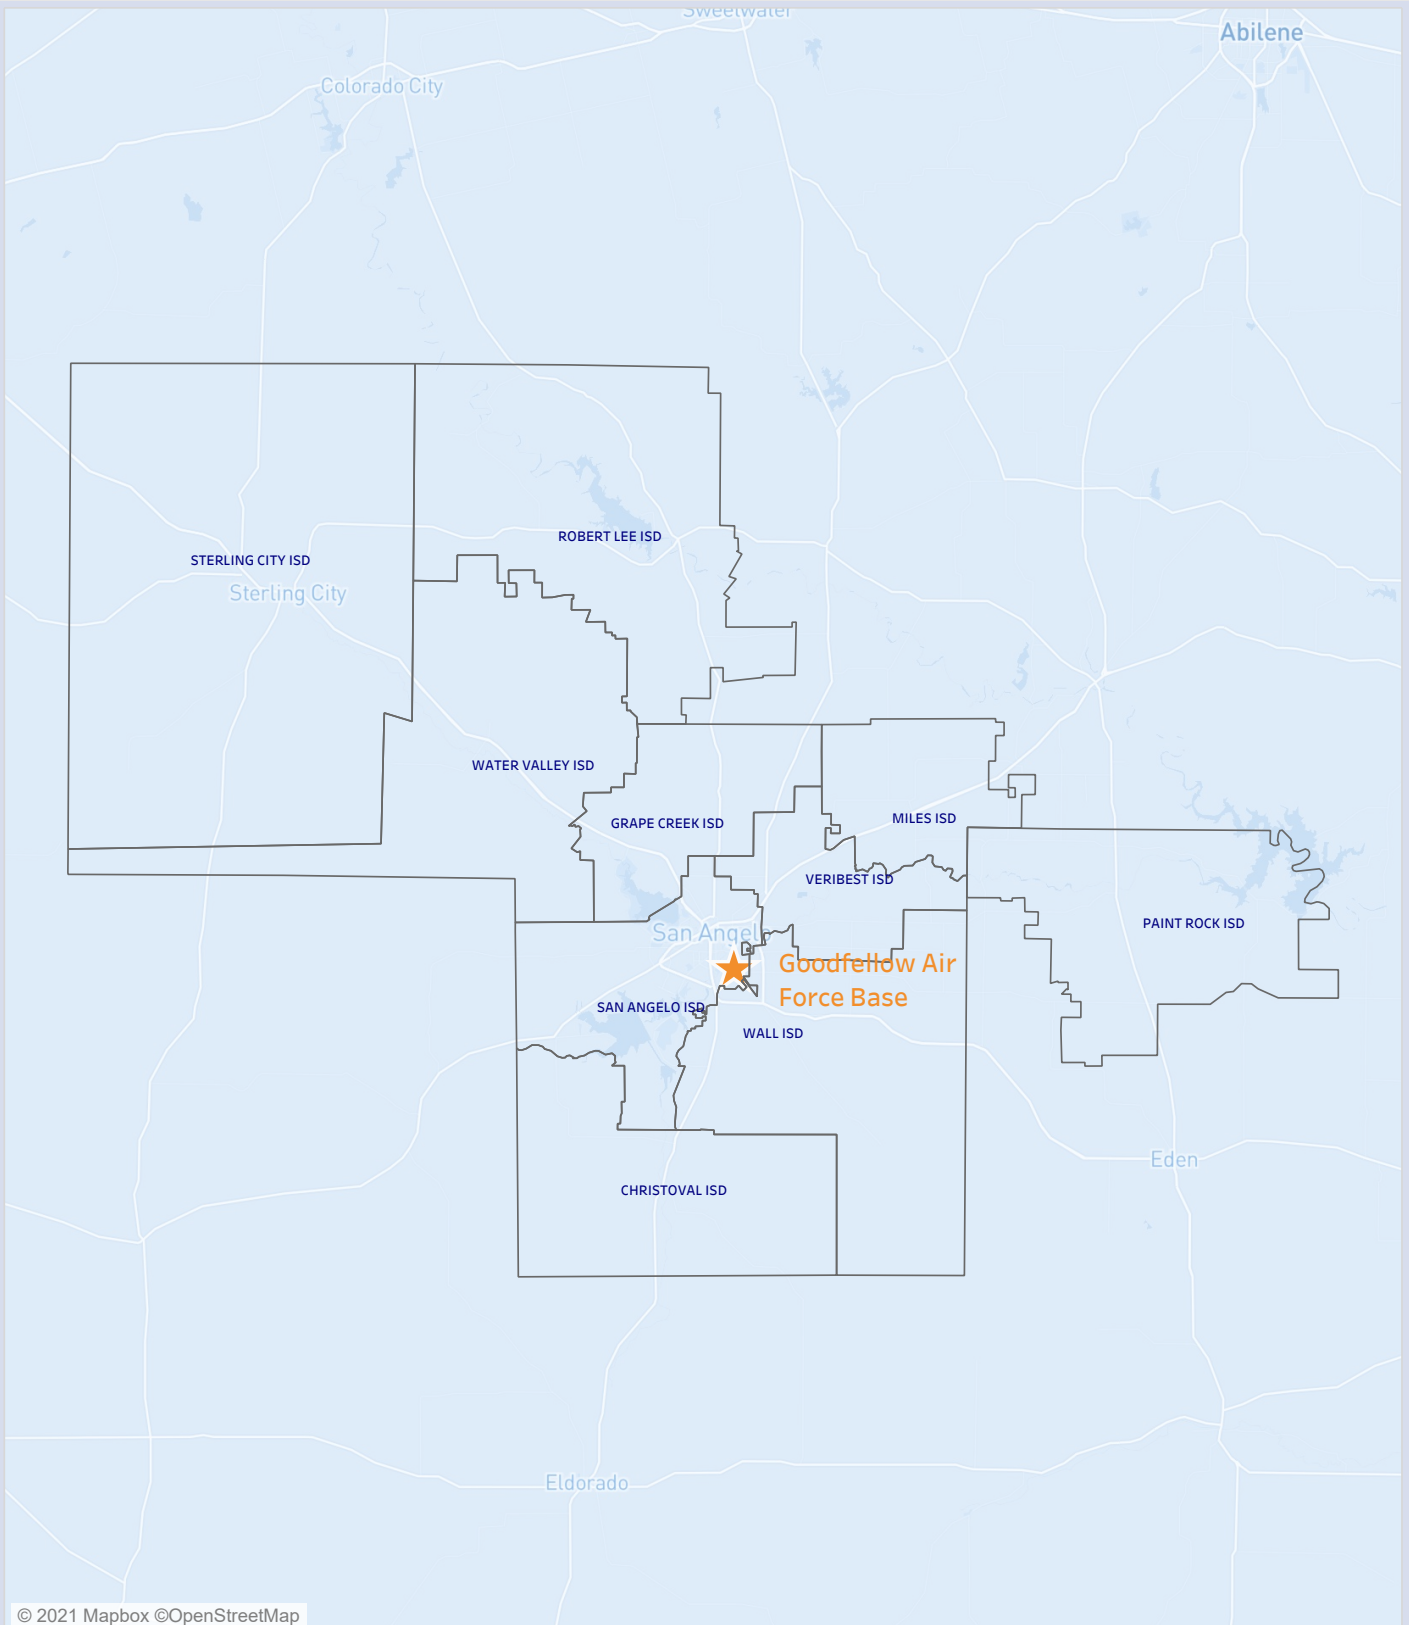 Sweetwater
Abilene
Colorado City
ROBERT LEE ISD
STERLING CITY ISD
Sterling City
WATER VALLEY ISD
GRAPE CREEK ISD
MILES ISD
VERIBEST ISD
PAINT ROCK ISD
San Angelo
Goodfellow Air
Force Base
SAN ANGELO ISD
WALL ISD
Eden
CHRISTOVAL ISD
Eldorado
© 2021 Mapbox ©OpenStreetMap